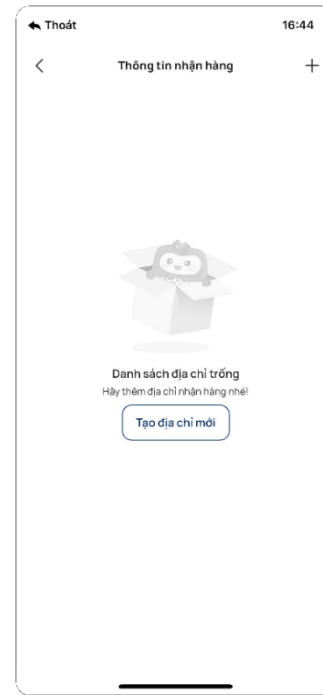 Thoát 16:44
Thông tin nhận hàng
Danh sách địa chỉ trống
Hãy thêm địa chỉ nhận hàng nhé!
Tạo địa chỉ mới